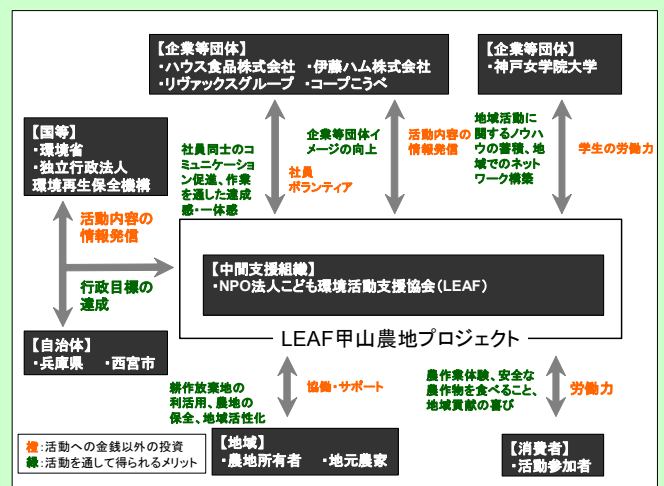 【企業等団体】
・ハウス食品株式会社 ・伊藤ハム株式会社
・リヴァックスグループ ・コープこうべ
【企業等団体】
・神戸女学院大学
【国等】
・環境省
・独立行政法人
環境再生保全機構
社員同士のコ
ミュニケーショ
ン促進、作業
を通した達成
感・一体感
社員
ボランティア
企業等団体イ
メージの向上
活動内容の
情報発信
地域活動に
関するノウハ
ウの蓄積、地
域でのネット
ワーク構築
学生の労働力
活動内容の
情報発信
行政目標の
達成
【中間支援組織】
・NPO法人こども環境活動支援協会(LEAF)
LEAF甲山農地プロジェクト
【自治体】
・兵庫県 ・西宮市
耕作放棄地の
利活用、農地の
保全、地域活性化
協働・サポート
農作業体験、安全な
農作物を食べること、
地域貢献の喜び
労働力
橙:活動への金銭以外の投資
緑:活動を通して得られるメリット
【地域】
・農地所有者 ・地元農家
【消費者】
・活動参加者